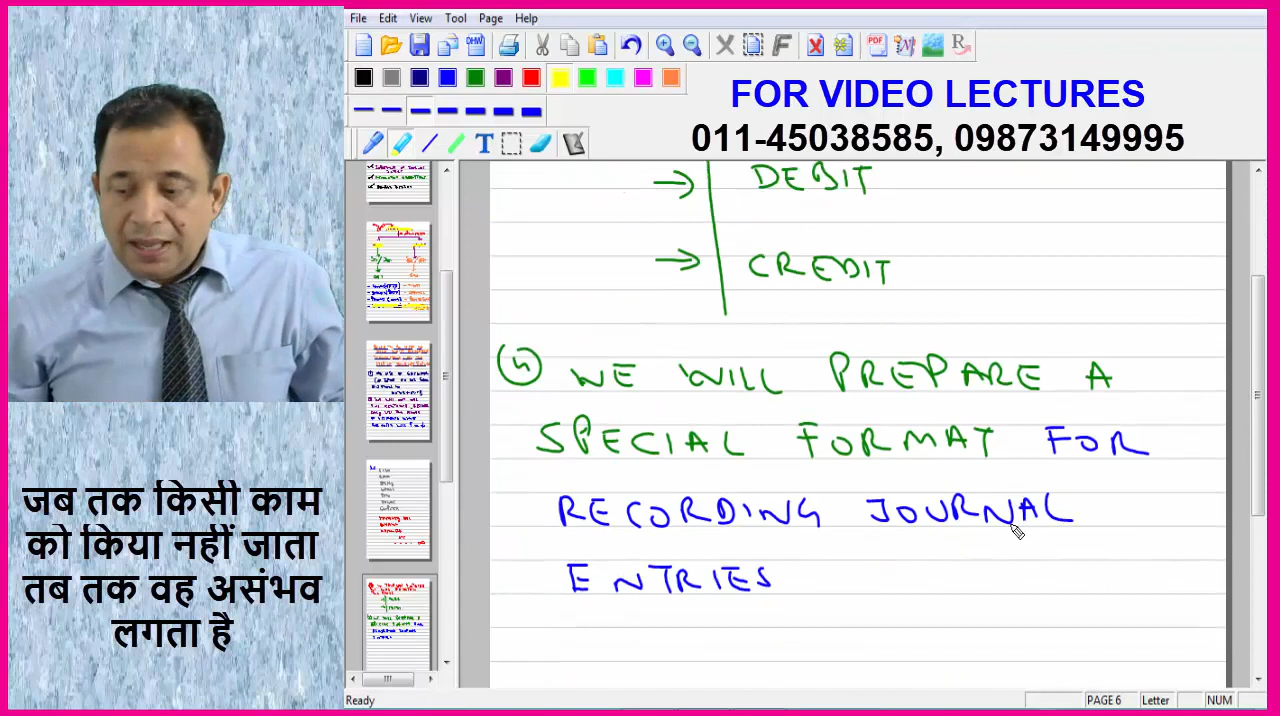 File Edit View Tool Page Help
FOR VIDEO LECTURES
011-45038585, 09873149995
DEBIT
CREDIT
4 WE WILL PREPARE A
SPECIAL FORMAT FOR
RECORDING JOURNAL
ENTRIES
जब तक किसी काम
को किया नहीं जाता
तब तक वह असंभव
लगता है
Ready PAGE 6 Letter NUM